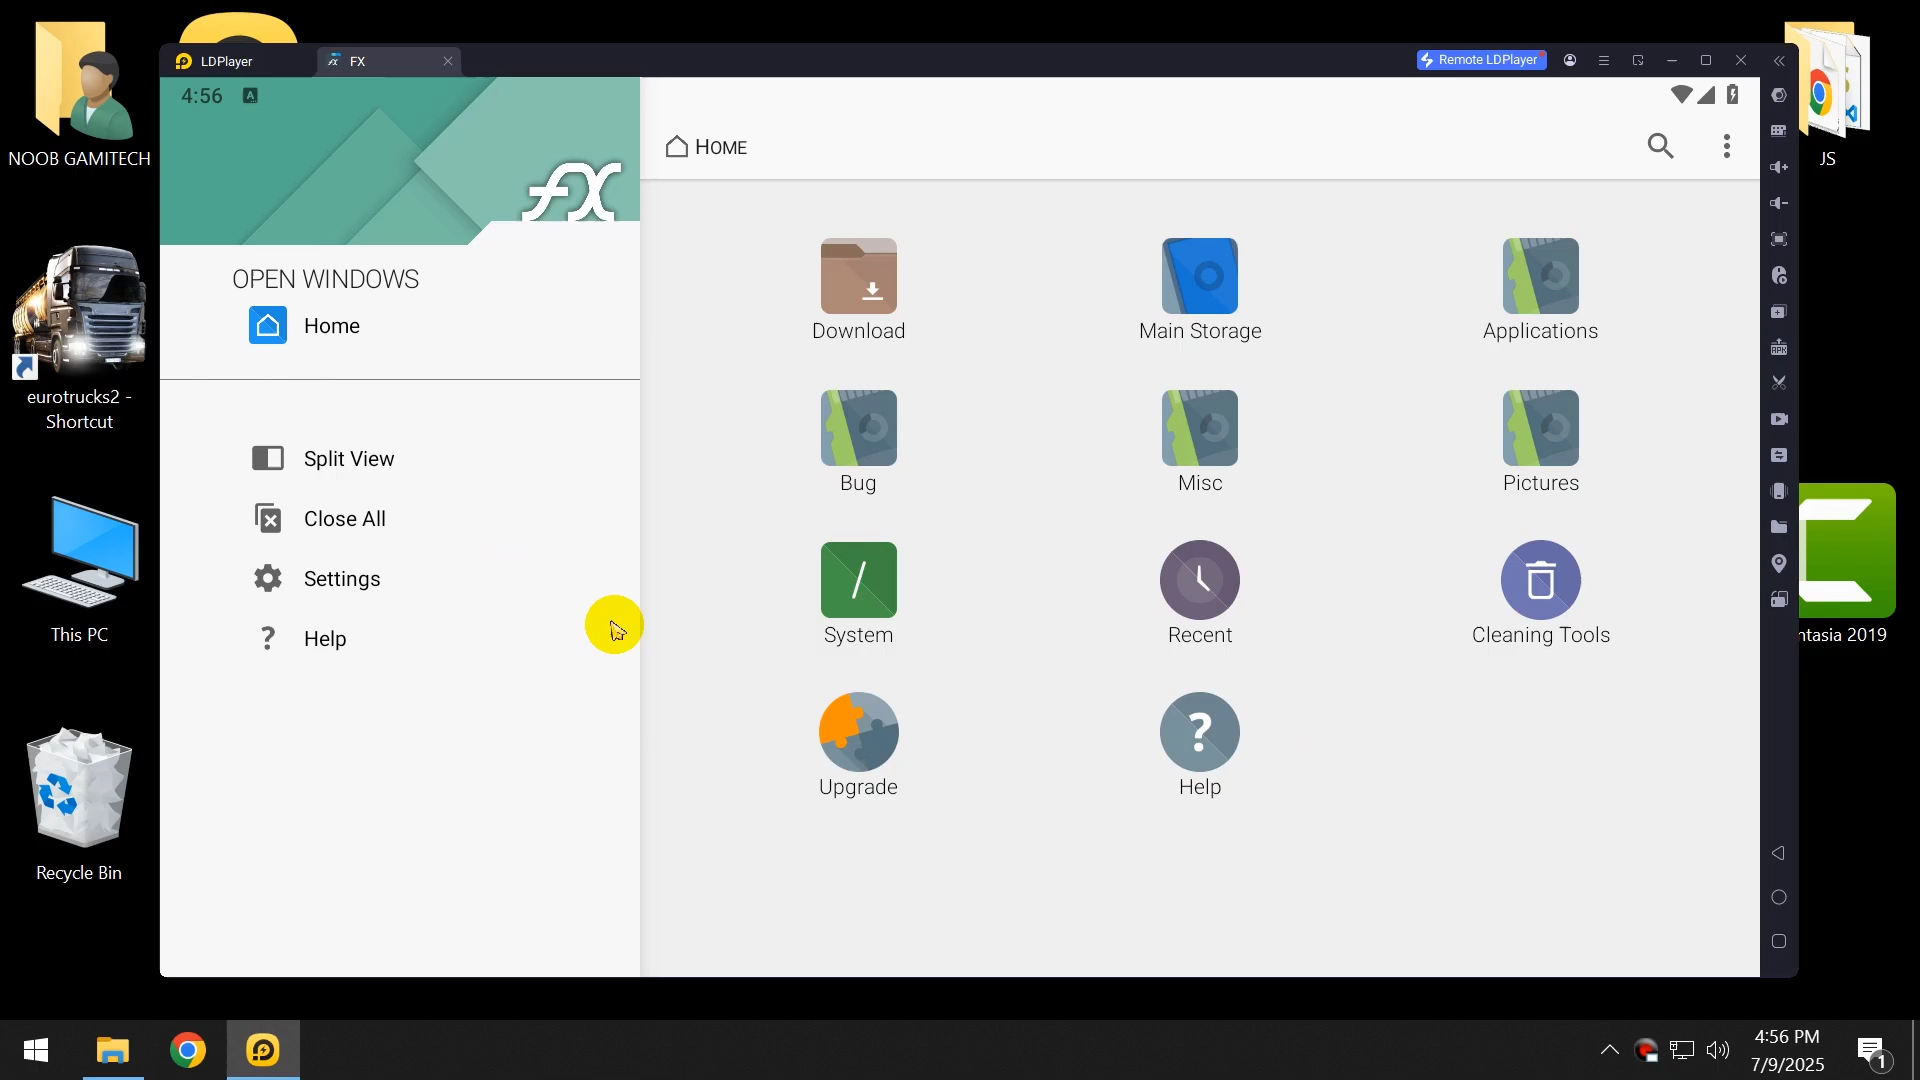 LDPlayer
FX
Remote LDPlayer
4:56
A
fX
HOME
OPEN WINDOWS
Home
Split View
Close All
Settings
? Help
Download
Main Storage
Applications
Bug
Misc
Pictures
/
System
Recent
Cleaning Tools
Upgrade
?
Help
NOOB GAMITECH
eurotrucks2 -
Shortcut
This PC
Recycle Bin
JS
ntasia 2019
4:56 PM
7/9/2025
1